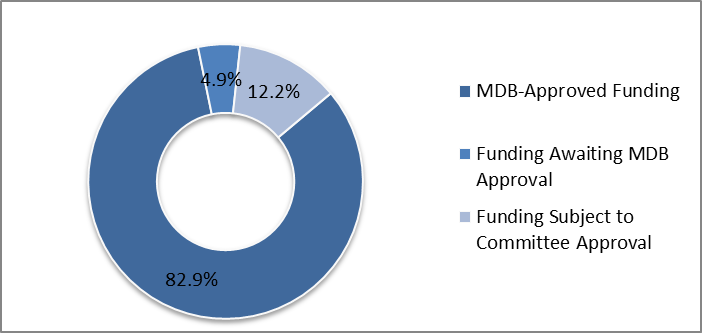 4.9%
12.2%
82.9%
MDB-Approved Funding
Funding Awaiting MDB
Approval
Funding Subject to
Committee Approval